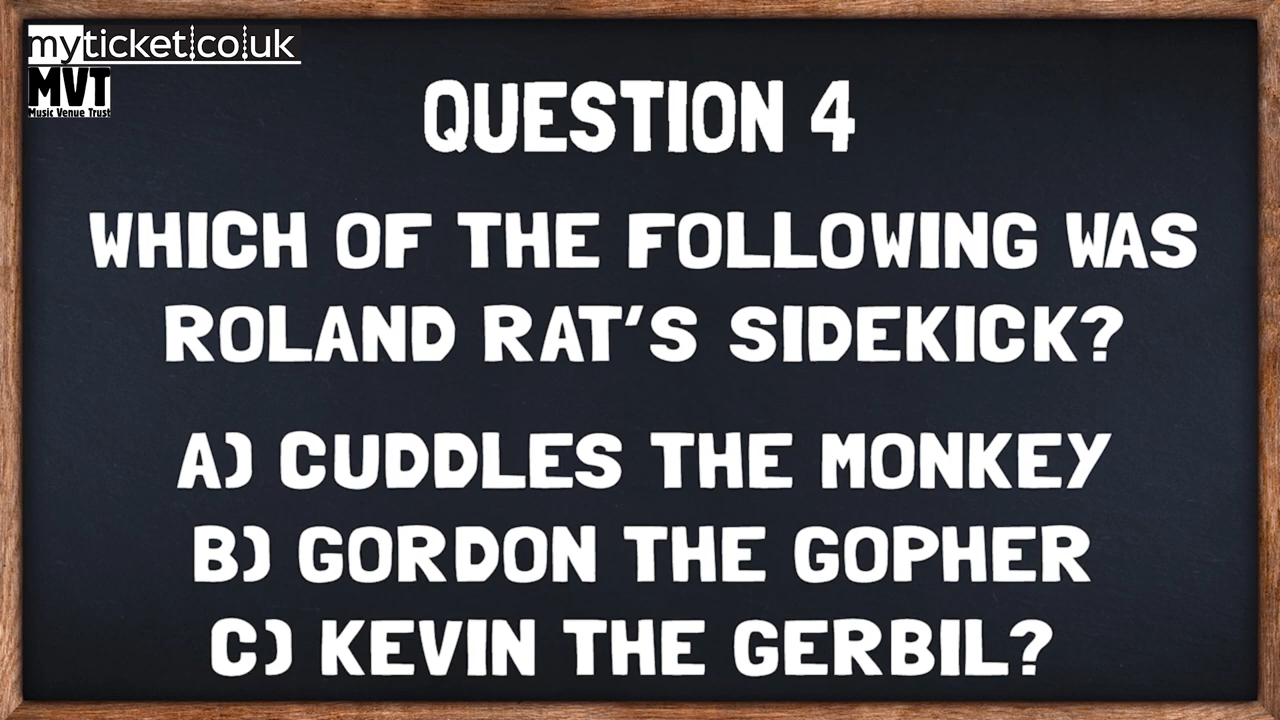 myticket.co.uk
MVT
Music Venue Trust
QUESTION 4
WHICH OF THE FOLLOWING WAS
ROLAND RAT'S SIDEKICK?
A) CUDDLES THE MONKEY
B) GORDON THE GOPHER
C) KEVIN THE GERBIL?